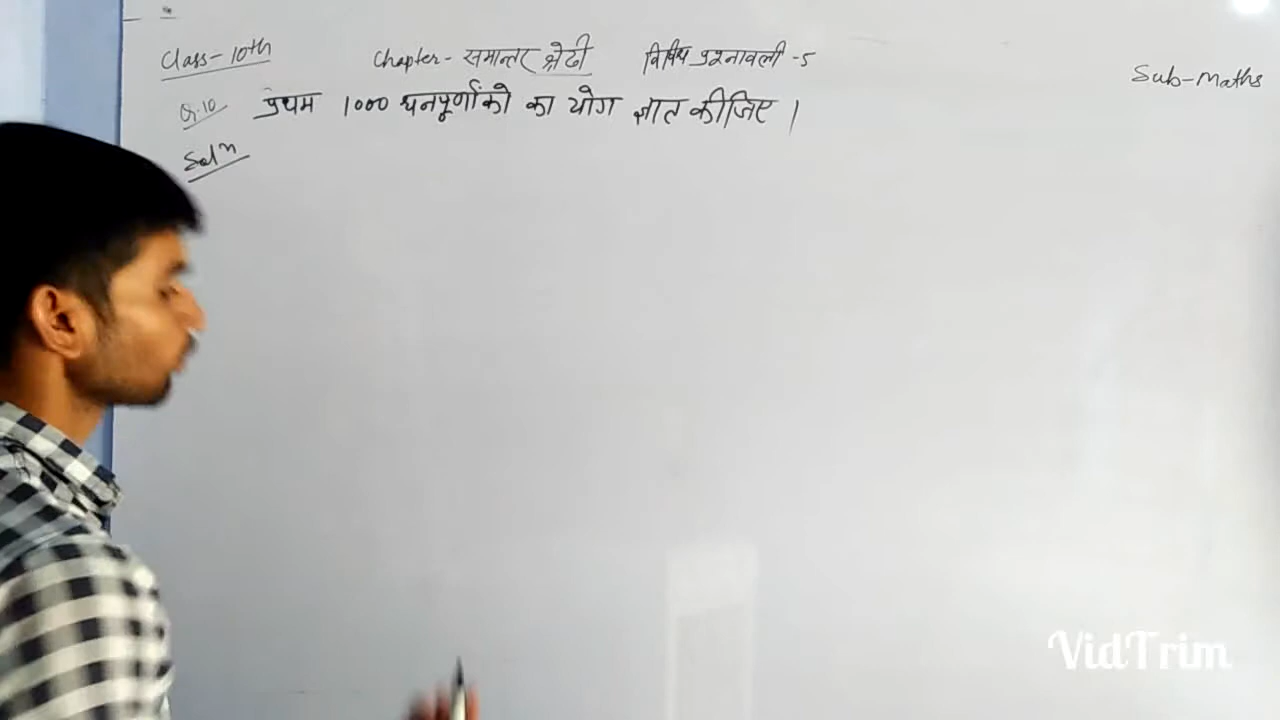 Class-10th Chapter- समान्तर श्रेढी विविध प्रश्नावली -5 Sub-Maths
Q.10 प्रथम 1000 धनपूर्णांको का योग ज्ञात कीजिए ।
Solⁿ
VidTrim